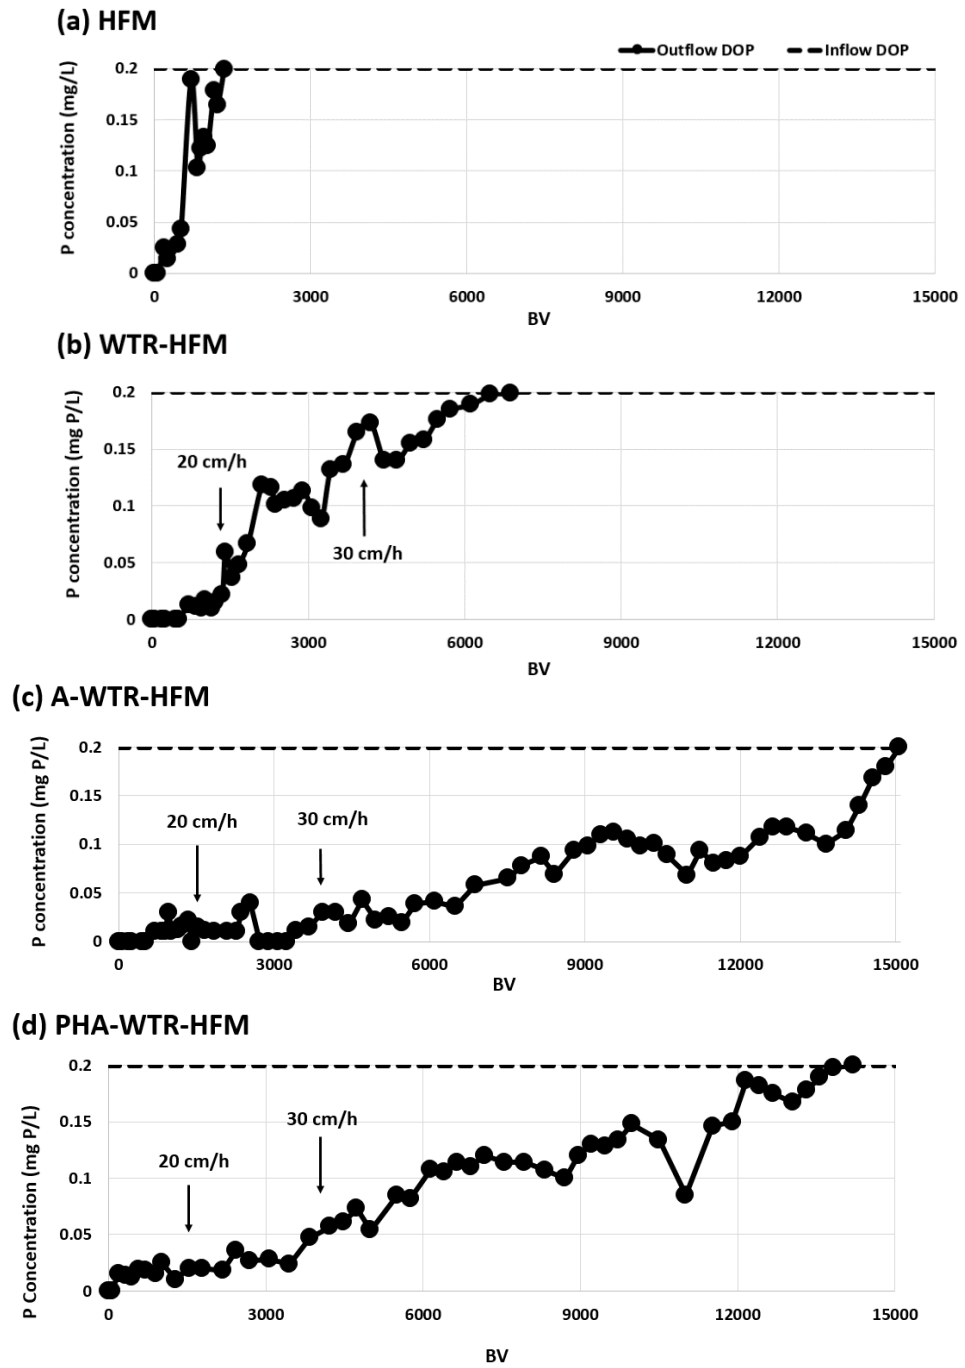 (a) HFM
Outflow DOP
Inflow DOP
P concentration (mg/L)
0.2
0.15
0.1
0.05
0
0 3000 6000 9000 12000 15000
BV
(b) WTR-HFM
P concentration (mg P/L)
0.2
0.15
0.1
0.05
0
20 cm/h
30 cm/h
0 3000 6000 9000 12000 15000
BV
(c) A-WTR-HFM
P concentration (mg P/L)
0.2
0.15
0.1
0.05
0
20 cm/h
30 cm/h
0 3000 6000 9000 12000 15000
BV
(d) PHA-WTR-HFM
P Concentration (mg P/L)
0.2
0.15
0.1
0.05
0
30 cm/h
20 cm/h
0 3000 6000 9000 12000 15000
BV